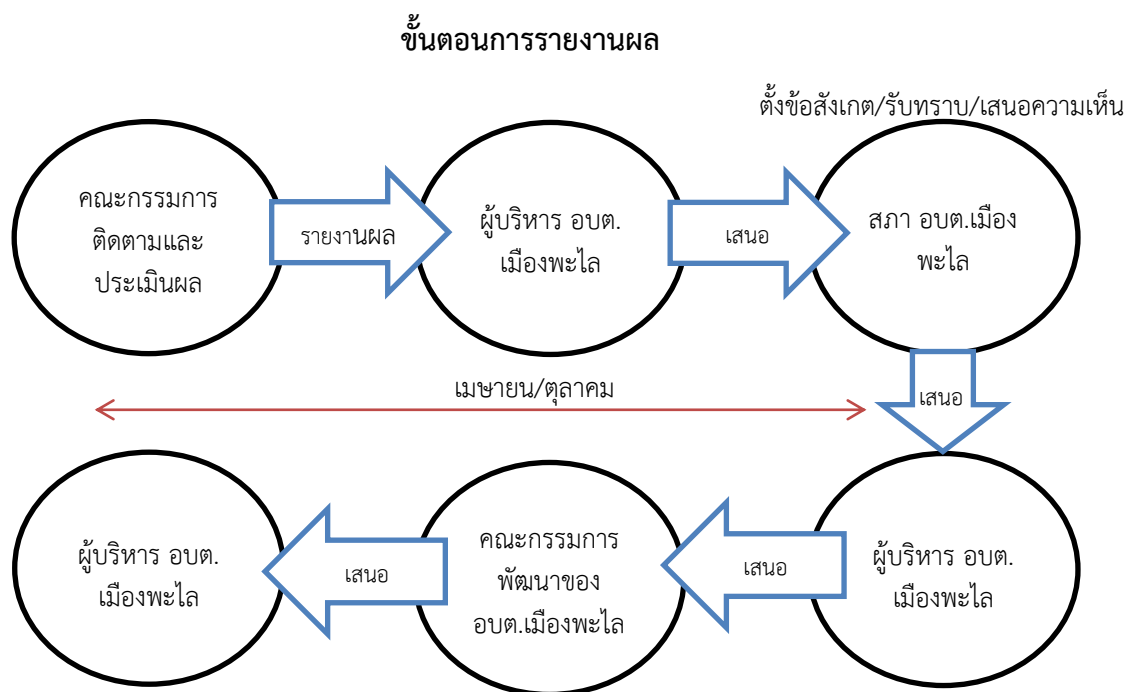 ขั้นตอนการรายงานผล
ตั้งข้อสังเกต/รับทราบ/เสนอความเห็น
คณะกรรมการ
ติดตามและ
ประเมินผล
รายงานผล
ผู้บริหาร อบต.
เมืองพะไล
เสนอ
สภา อบต.เมือง
พะไล
เสนอ
เมษายน/ตุลาคม
ผู้บริหาร อบต.
เมืองพะไล
เสนอ
คณะกรรมการ
พัฒนาของ
อบต.เมืองพะไล
เสนอ
ผู้บริหาร อบต.
เมืองพะไล